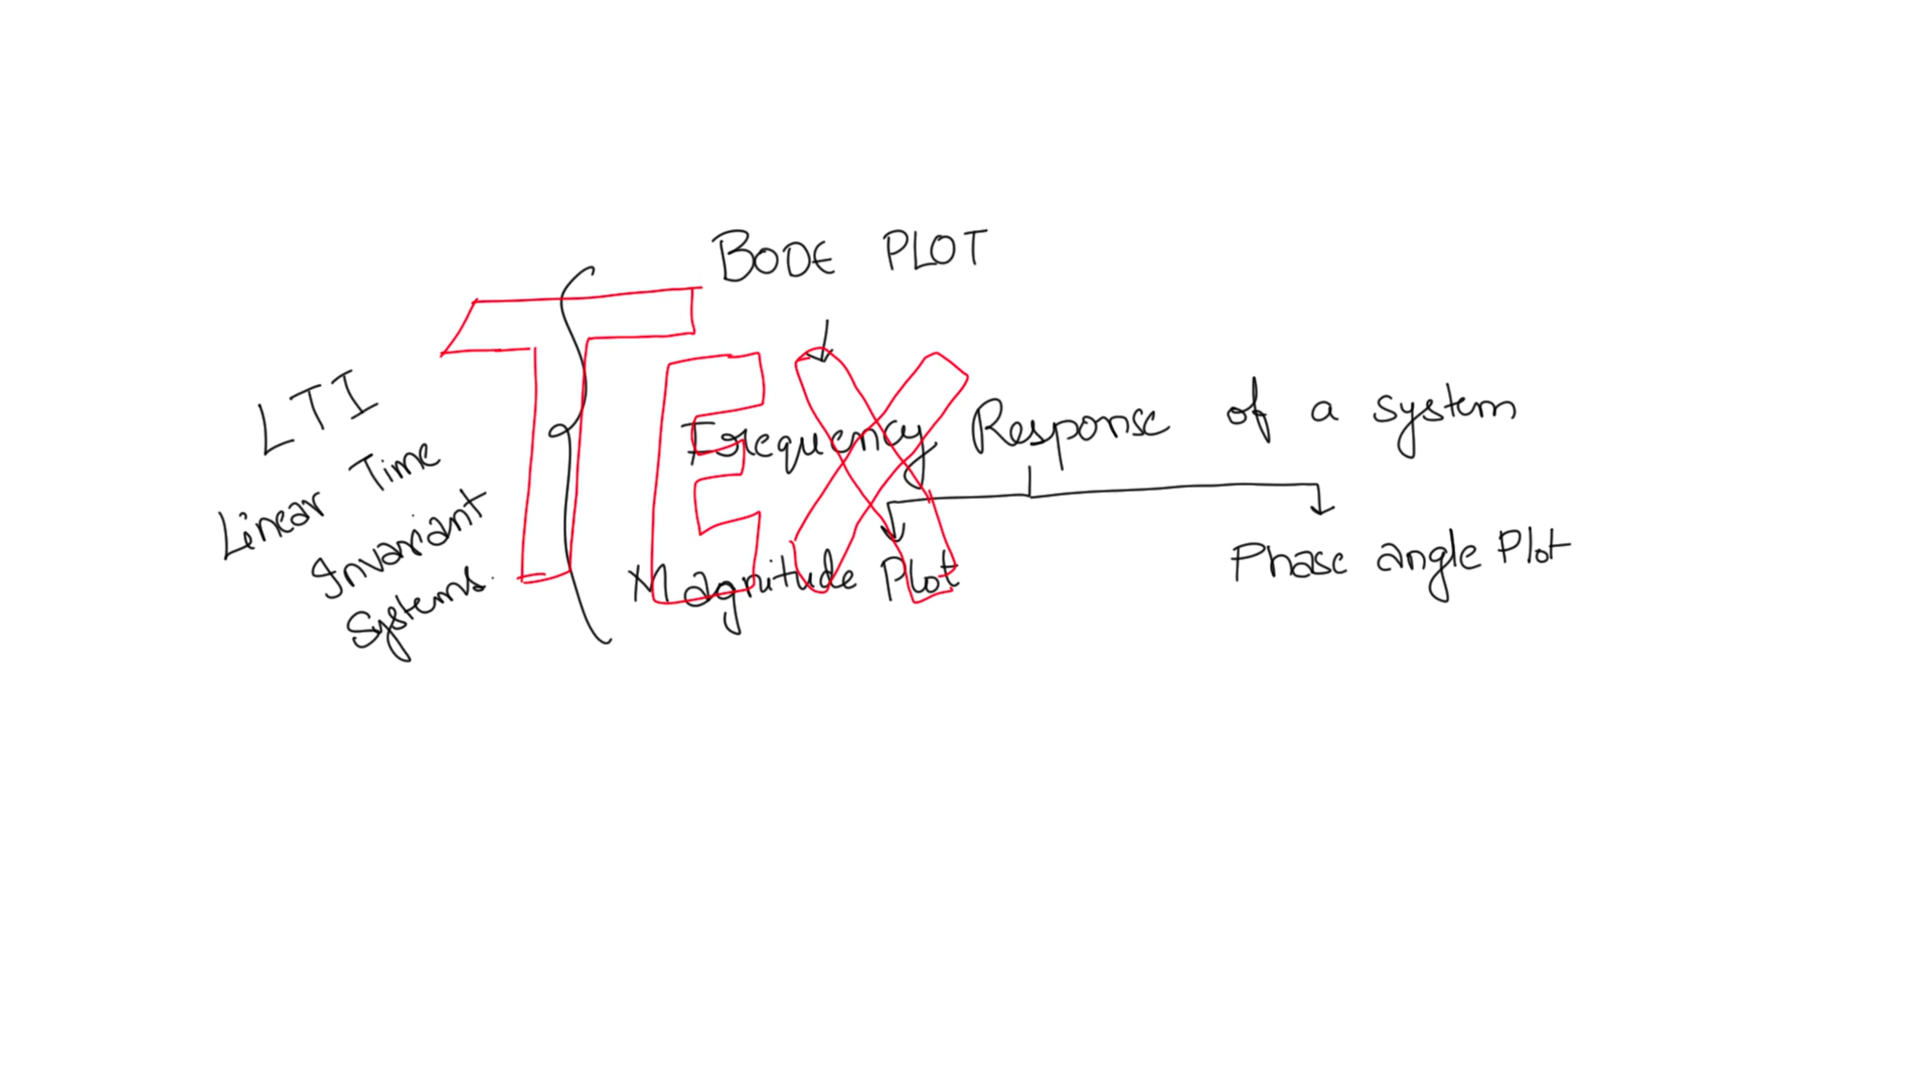 BODE PLOT
TEX
LTI
Linear Time
Invariant
Systems.
Frequency Response of a system
Magnitude Plot
Phase angle Plot